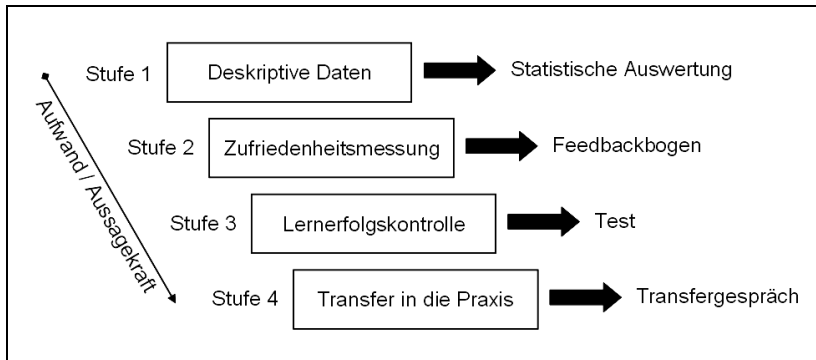 Stufe 1 Deskriptive Daten Statistische Auswertung
Stufe 2 Zufriedenheitsmessung Feedbackbogen
Stufe 3 Lernerfolgskontrolle Test
Stufe 4 Transfer in die Praxis Transfergespräch
Aufwand / Aussagekraft